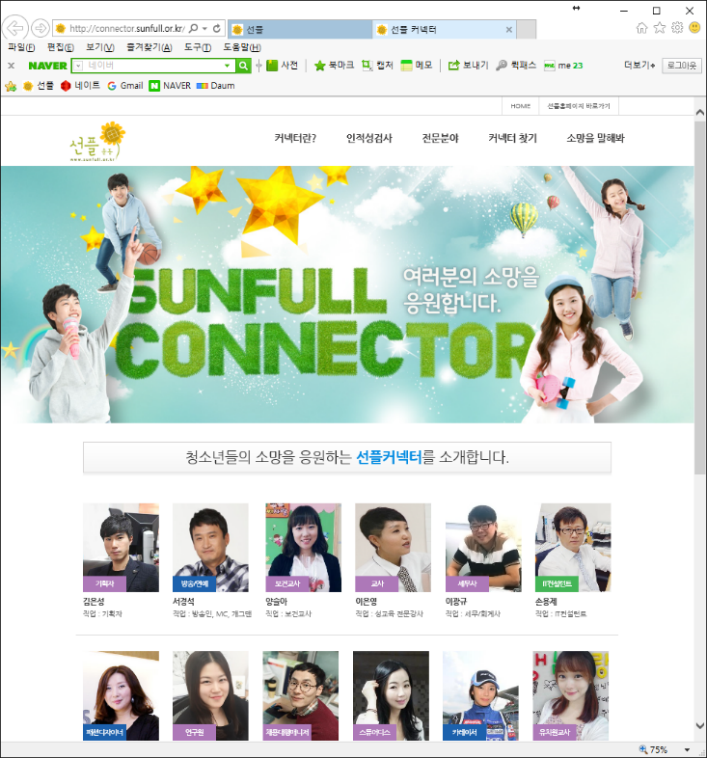 http://connector.sunfull.or.kr/
선플
선플 커넥터
파일(F) 편집(E) 보기(V) 즐겨찾기(A) 도구(T) 도움말(H)
NAVER 네이버 사전 북마크 캡처 메모 보내기 퀵패스 me 23 더보기+ 로그아웃
선플 네이트 Gmail NAVER Daum
HOME 선플홈페이지 바로가기
선플
www.sunfull.or.kr
커넥터란? 인적성검사 전문분야 커넥터 찾기 소망을 말해봐
SUNFULL
CONNECTOR
여러분의 소망을
응원합니다.
청소년들의 소망을 응원하는 선플커넥터를 소개합니다.
기획자 방송/연예 보건교사 교사 세무사 IT컨설턴트
김은성 서경석 양슬아 이은영 이광규 손용제
직업 : 기획자 직업 : 방송인, MC, 개그맨 직업 : 보건교사 직업 : 성교육 전문강사 직업 : 세무/회계사 직업 : IT컨설턴트
패션디자이너 연구원 스튜어디스 카레이서 유치원교사
75%